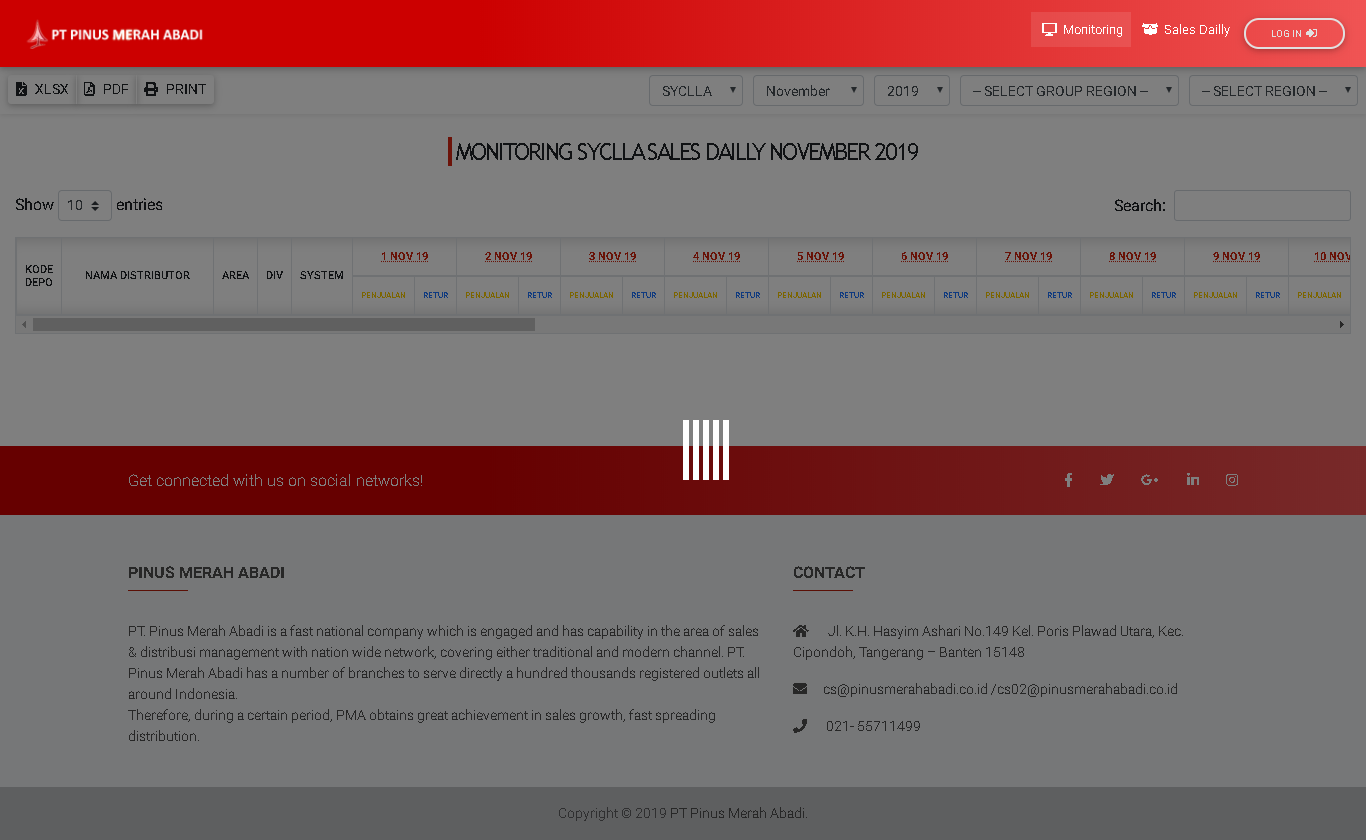 PT PINUS MERAH ABADI
Monitoring Sales Dailly LOG IN
XLSX PDF PRINT SYCLLA November 2019 -- SELECT GROUP REGION -- -- SELECT REGION --
MONITORING SYCLLA SALES DAILLY NOVEMBER 2019
Show 10 entries Search:
KODE DEPO NAMA DISTRIBUTOR AREA DIV SYSTEM 1 NOV 19 2 NOV 19 3 NOV 19 4 NOV 19 5 NOV 19 6 NOV 19 7 NOV 19 8 NOV 19 9 NOV 19 10 NOV
PENJUALAN RETUR PENJUALAN RETUR PENJUALAN RETUR PENJUALAN RETUR PENJUALAN RETUR PENJUALAN RETUR PENJUALAN RETUR PENJUALAN RETUR PENJUALAN RETUR PENJUALAN
Get connected with us on social networks!
PINUS MERAH ABADI
PT. Pinus Merah Abadi is a fast national company which is engaged and has capability in the area of sales
& distribusi management with nation wide network, covering either traditional and modern channel. PT.
Pinus Merah Abadi has a number of branches to serve directly a hundred thousands registered outlets all
around Indonesia.
Therefore, during a certain period, PMA obtains great achievement in sales growth, fast spreading
distribution.
CONTACT
Jl. K.H. Hasyim Ashari No.149 Kel. Poris Plawad Utara, Kec.
Cipondoh, Tangerang – Banten 15148
cs@pinusmerahabadi.co.id /cs02@pinusmerahabadi.co.id
021- 55711499
Copyright © 2019 PT Pinus Merah Abadi.